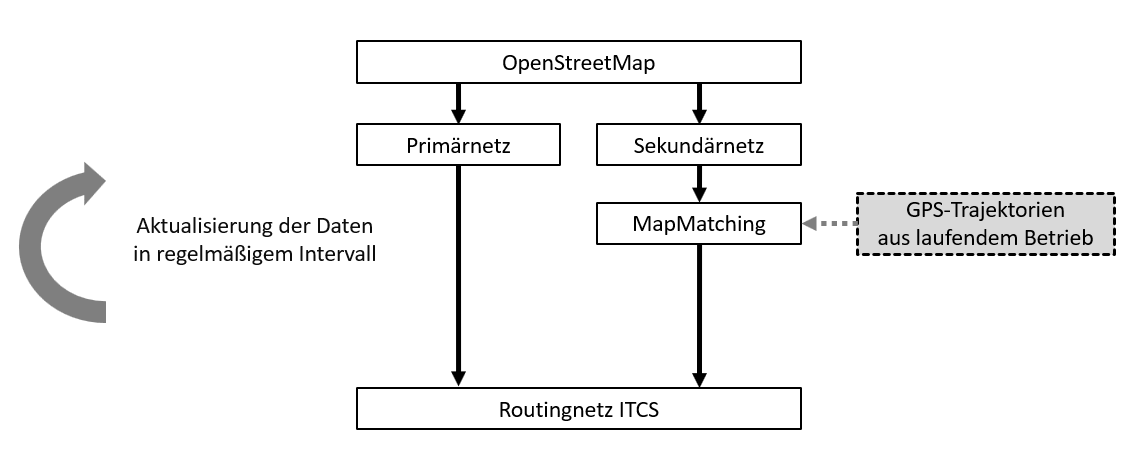 OpenStreetMap
Primärnetz
Sekundärnetz
MapMatching
GPS-Trajektorien
aus laufendem Betrieb
Aktualisierung der Daten
in regelmäßigem Intervall
Routingnetz ITCS